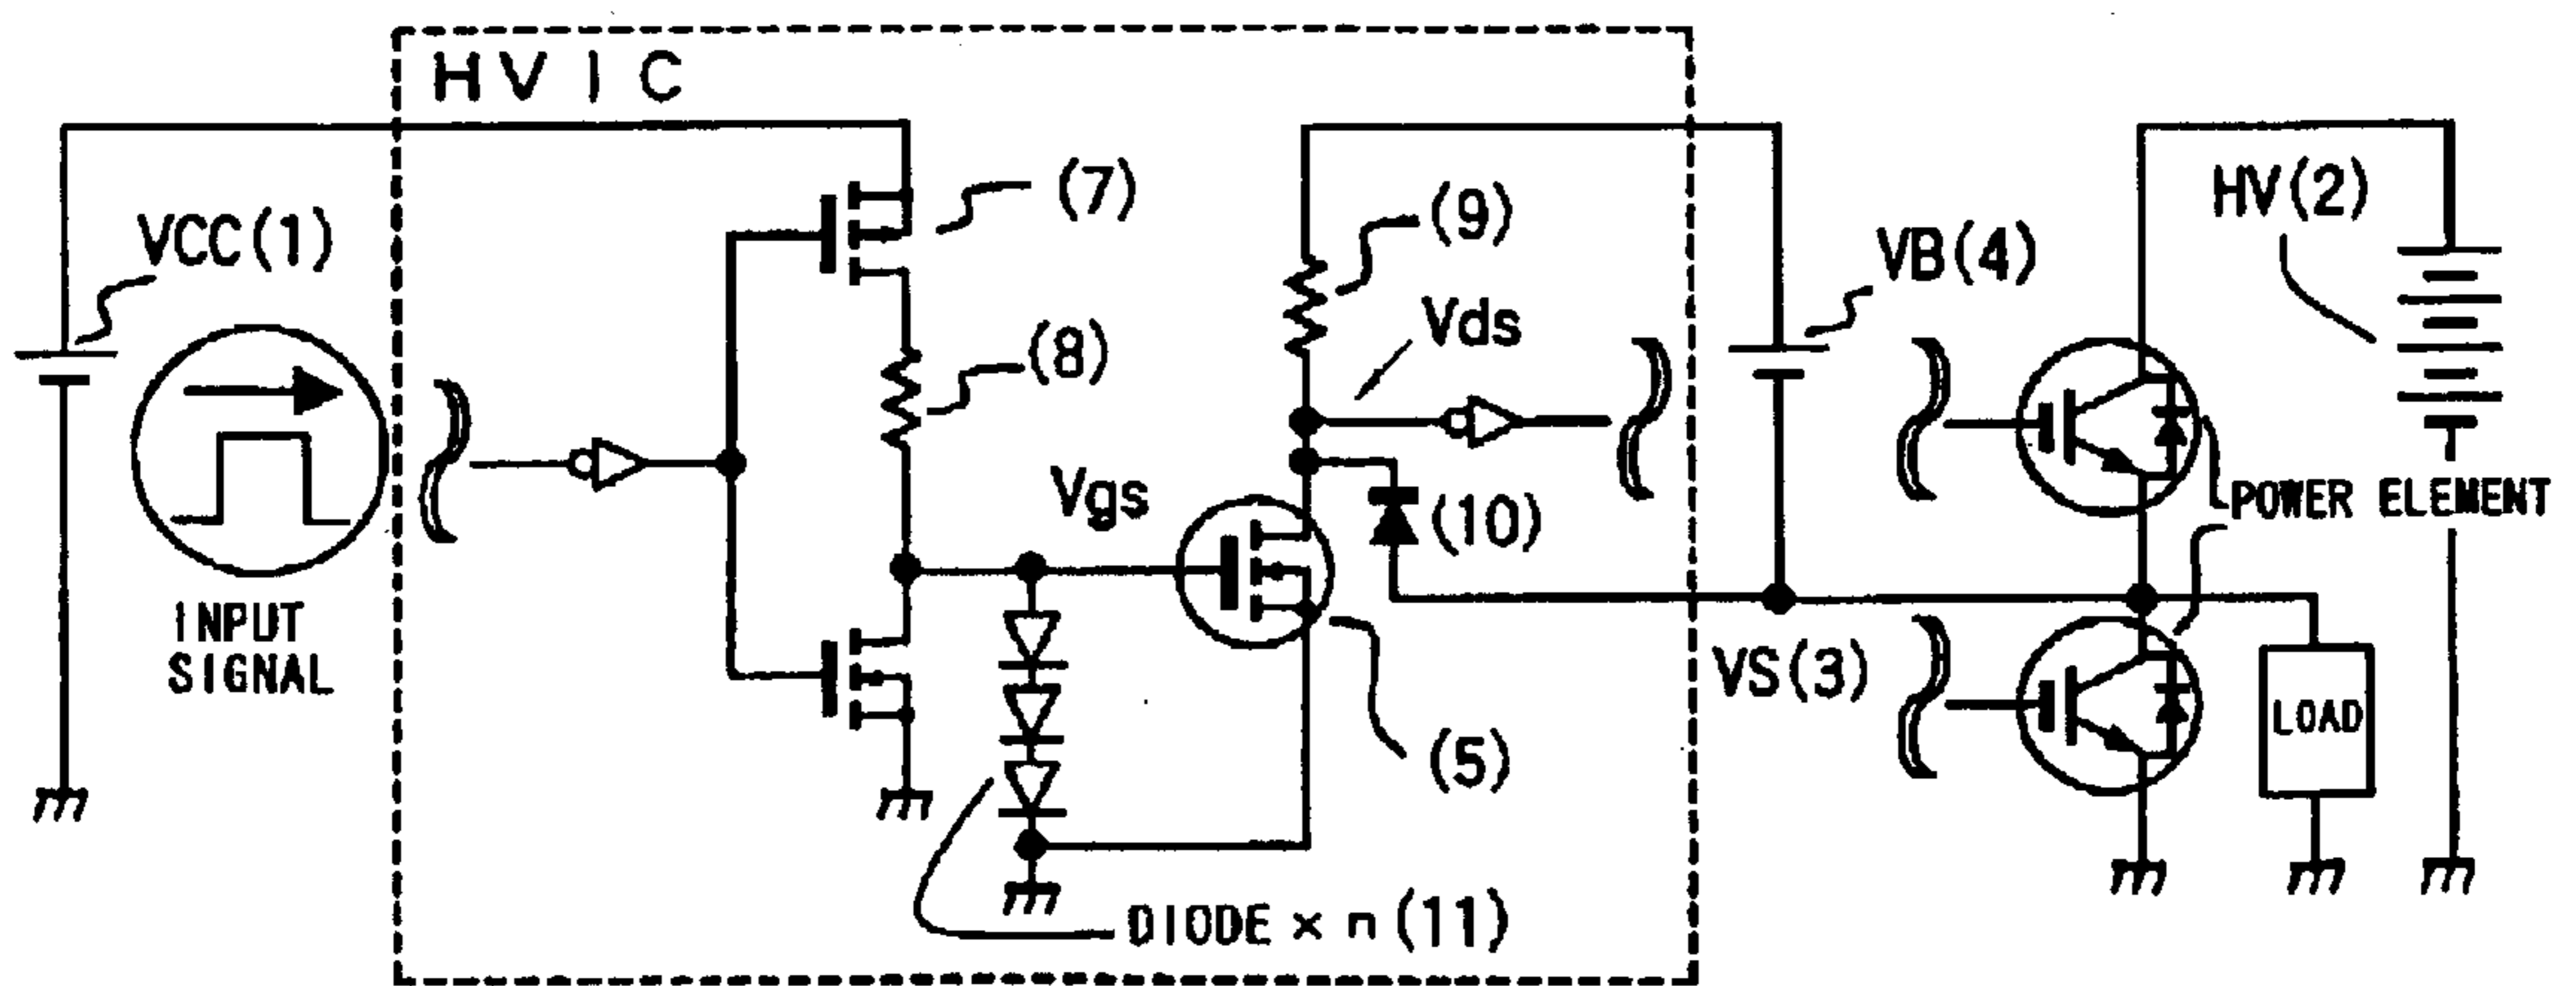 HVIC
(7)
VCC(1)
(9)
HV(2)
VB(4)
Vds
(8)
Vgs
(10)
POWER ELEMENT
INPUT
SIGNAL
VS(3)
LOAD
(5)
DIODE × n (11)